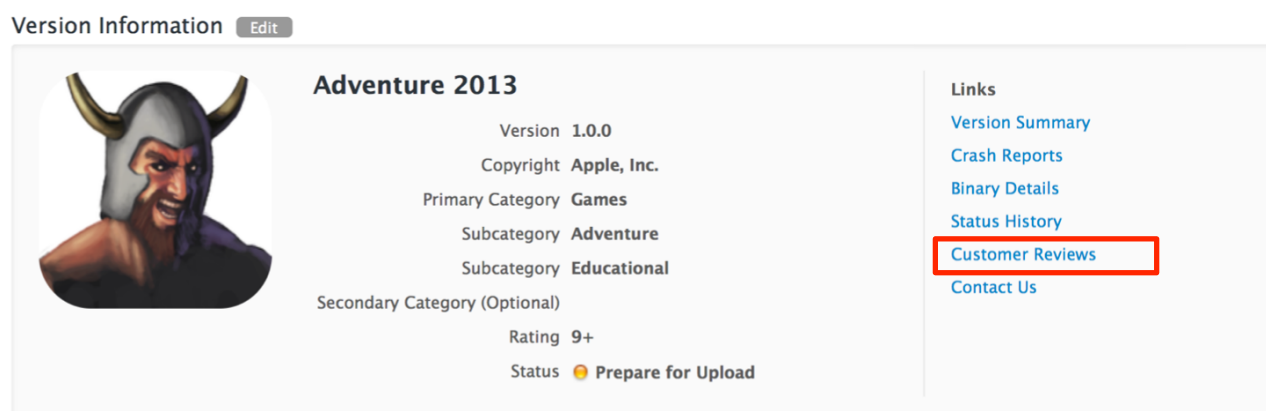 Version Information Edit
Adventure 2013
Version 1.0.0
Copyright Apple, Inc.
Primary Category Games
Subcategory Adventure
Subcategory Educational
Secondary Category (Optional)
Rating 9+
Status Prepare for Upload
Links
Version Summary
Crash Reports
Binary Details
Status History
Customer Reviews
Contact Us